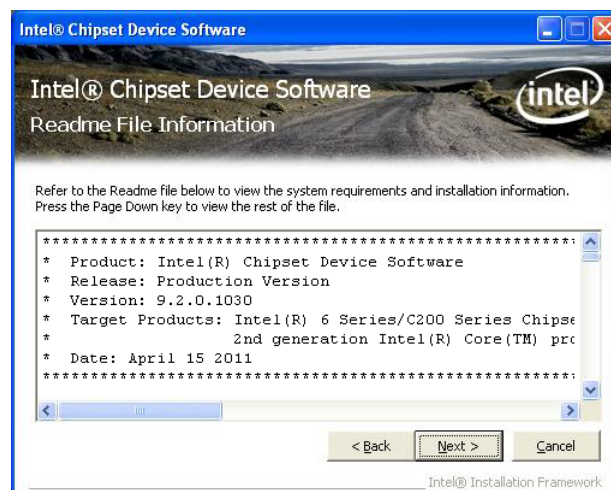 Intel® Chipset Device Software
Intel® Chipset Device Software
intel
Readme File Information
Refer to the Readme file below to view the system requirements and installation information.
Press the Page Down key to view the rest of the file.
************************************************************
* Product: Intel(R) Chipset Device Software
* Release: Production Version
* Version: 9.2.0.1030
* Target Products: Intel(R) 6 Series/C200 Series Chipse
* 2nd generation Intel(R) Core(TM) pro
* Date: April 15 2011
************************************************************
< Back
Next >
Cancel
Intel® Installation Framework